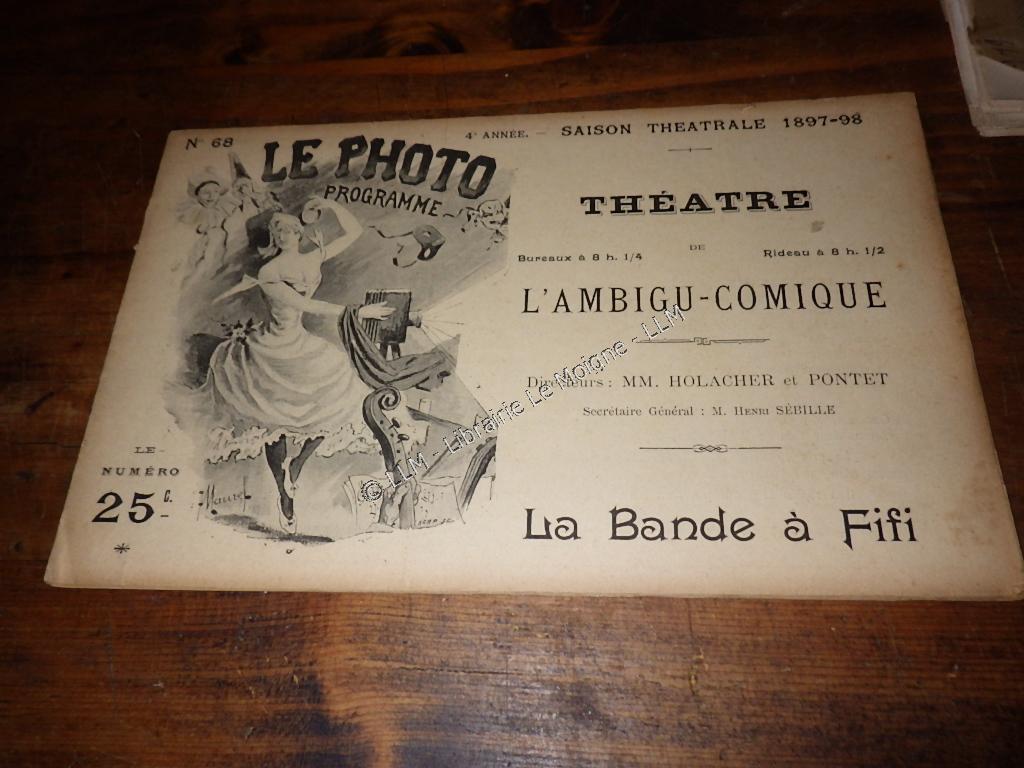 N° 68
4e ANNÉE. — SAISON THEATRALE 1897-98
LE PHOTO
PROGRAMME
THÉATRE
DE
Bureaux à 8 h. 1/4
Rideau à 8 h. 1/2
L'AMBIGU-COMIQUE
Directeurs : MM. HOLACHER et PONTET
Secrétaire Général : M. HENRI SÉBILLE
LE
NUMÉRO
25 C.
La Bande à Fifi
© LLM - Librairie Le Moigne - LLM